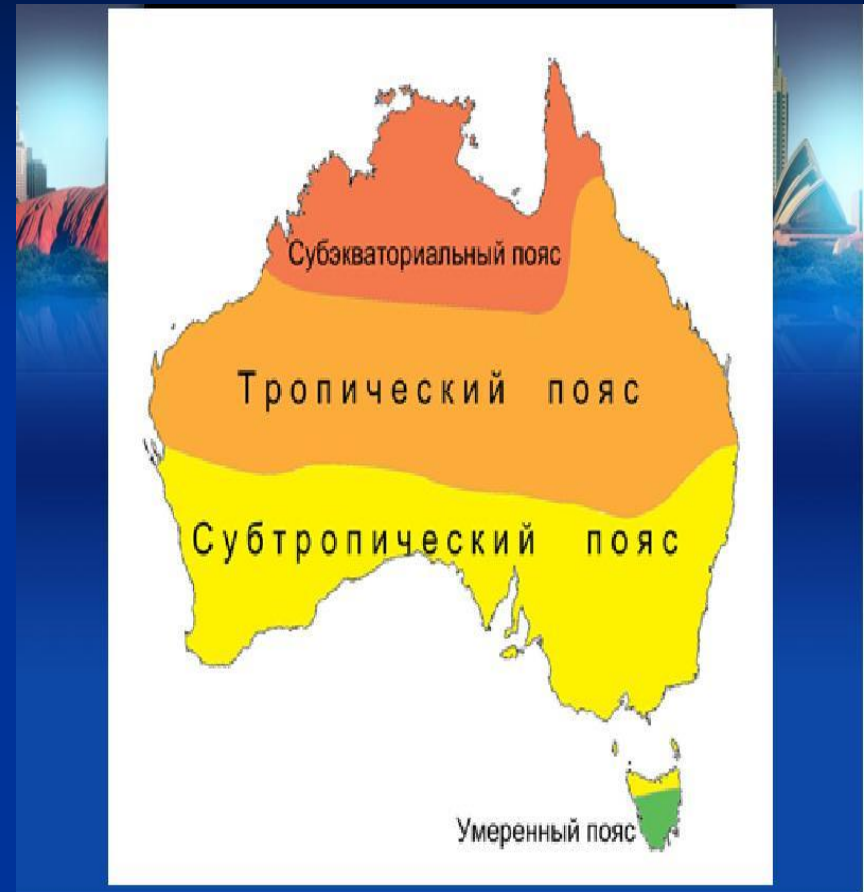 Субэкваториальный пояс
Тропический пояс
Субтропический пояс
Умеренный пояс